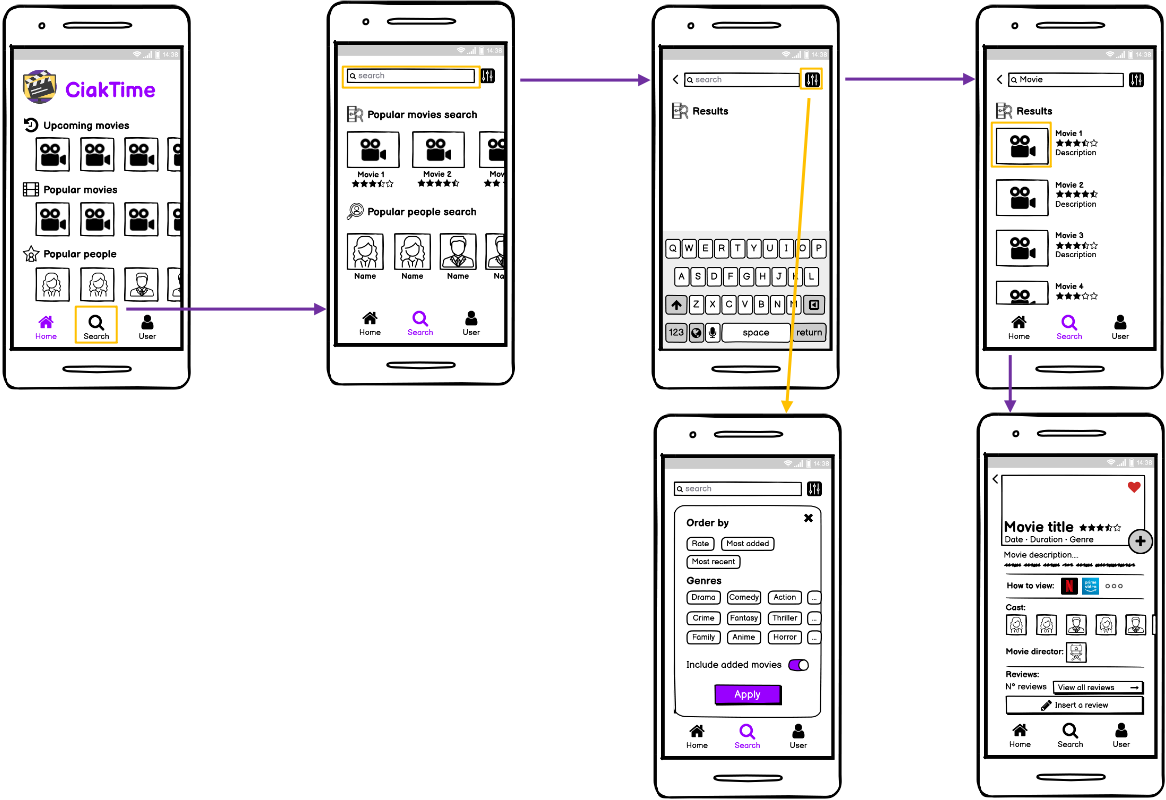 14:38
CiakTime
Upcoming movies
Popular movies
Popular people
Home
Search
User
14:38
search
Popular movies search
Movie 1
Movie 2
Popular people search
Name
Name
Name
Na
Home
Search
User
14:38
search
Results
Q W E R T Y U I O P
A S D F G H J K L
Z X C V B N M
123
space
return
14:38
Movie
Results
Movie 1
Description
Movie 2
Description
Movie 3
Description
Movie 4
Home
Search
User
14:38
search
Order by
Rate
Most added
Most recent
Genres
Drama
Comedy
Action
...
Crime
Fantasy
Thriller
...
Family
Anime
Horror
...
Include added movies
Apply
Home
Search
User
14:38
Movie title
Date · Duration · Genre
Movie description...
How to view:
N
prime video
Cast:
Movie director:
Reviews:
N° reviews
View all reviews
Insert a review
Home
Search
User